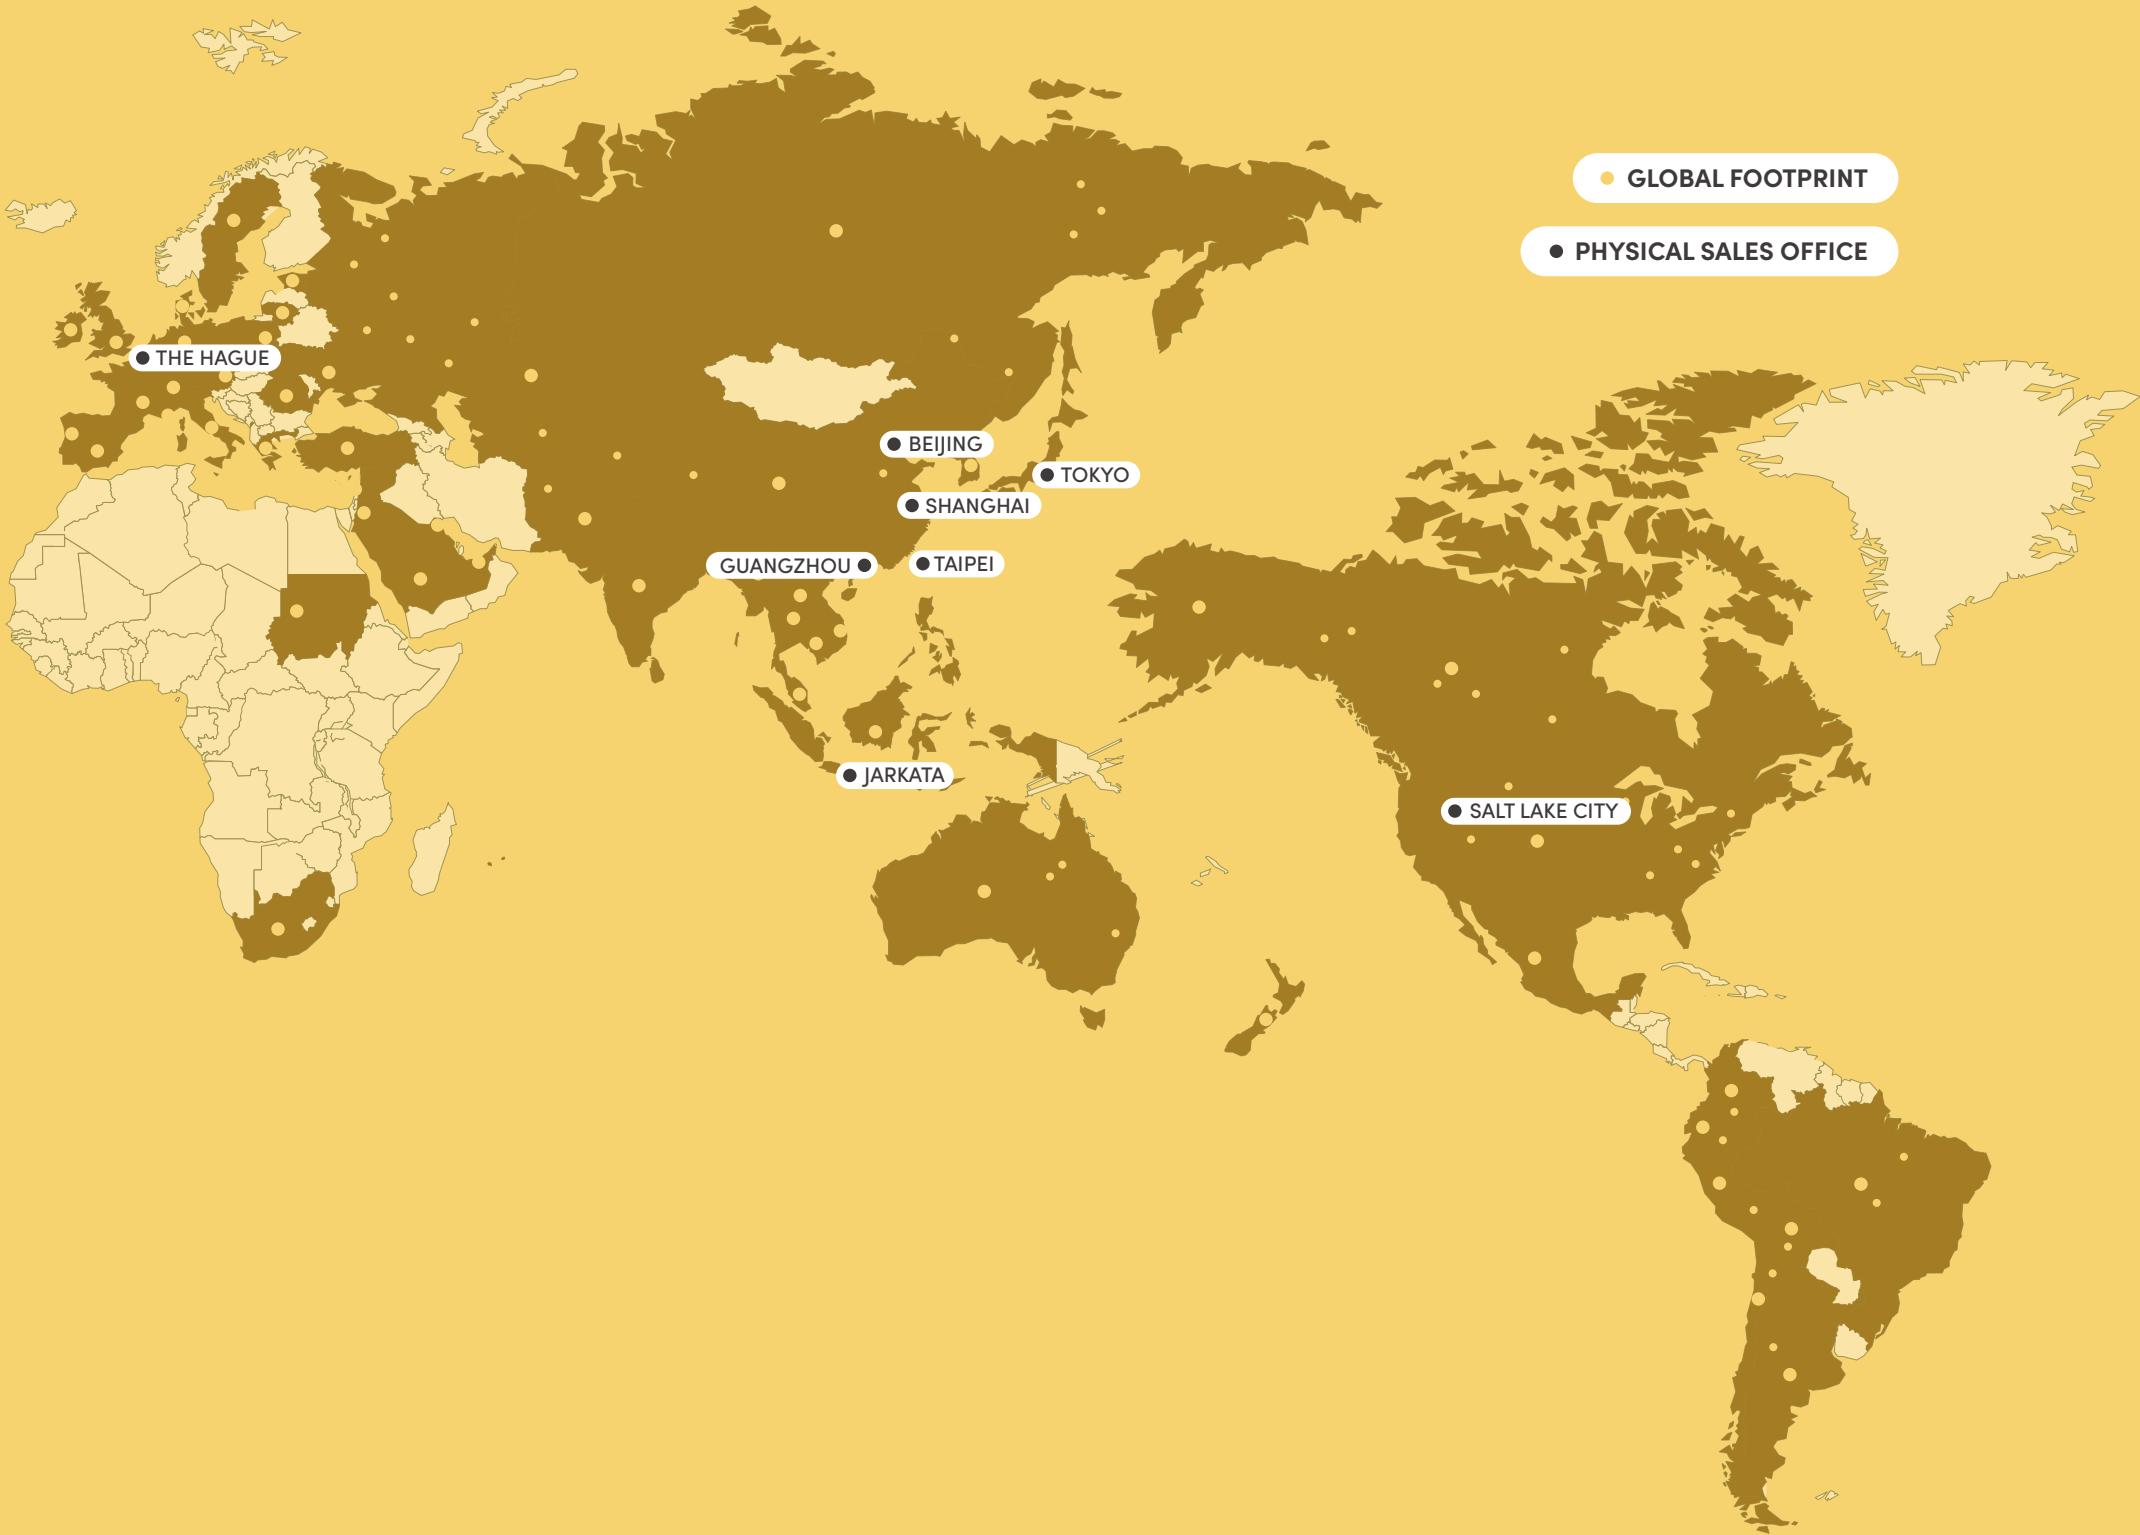 GLOBAL FOOTPRINT
PHYSICAL SALES OFFICE
THE HAGUE
BEIJING
TOKYO
SHANGHAI
GUANGZHOU
TAIPEI
JARKATA
SALT LAKE CITY